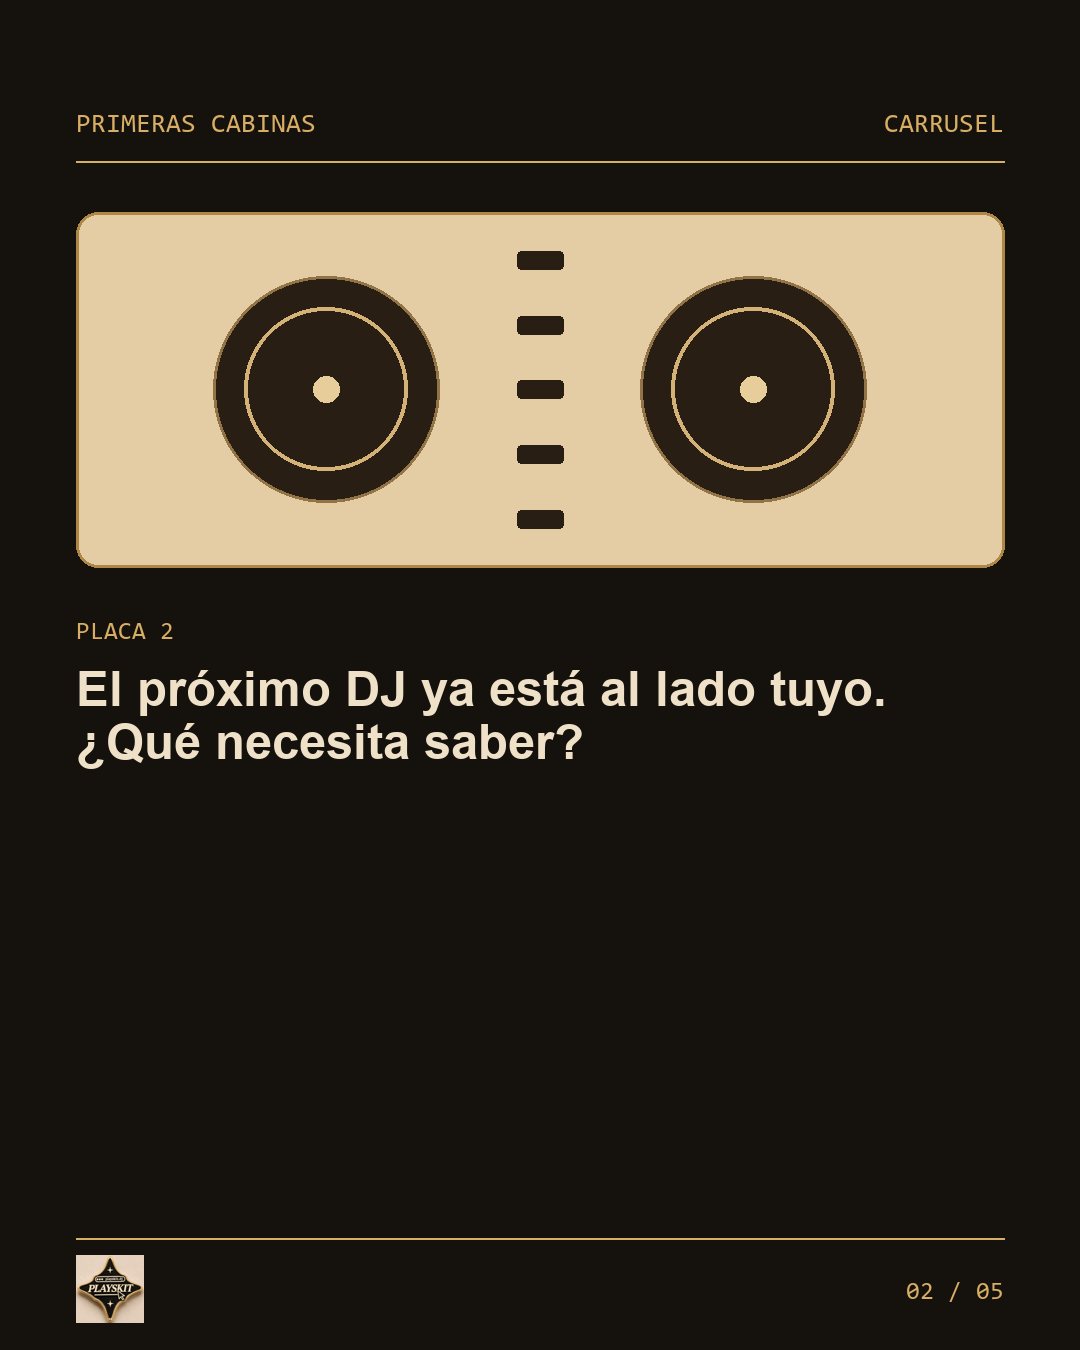 PRIMERAS CABINAS
CARRUSEL
PLACA 2
El próximo DJ ya está al lado tuyo.
¿Qué necesita saber?
PLAYSKIT
02 / 05